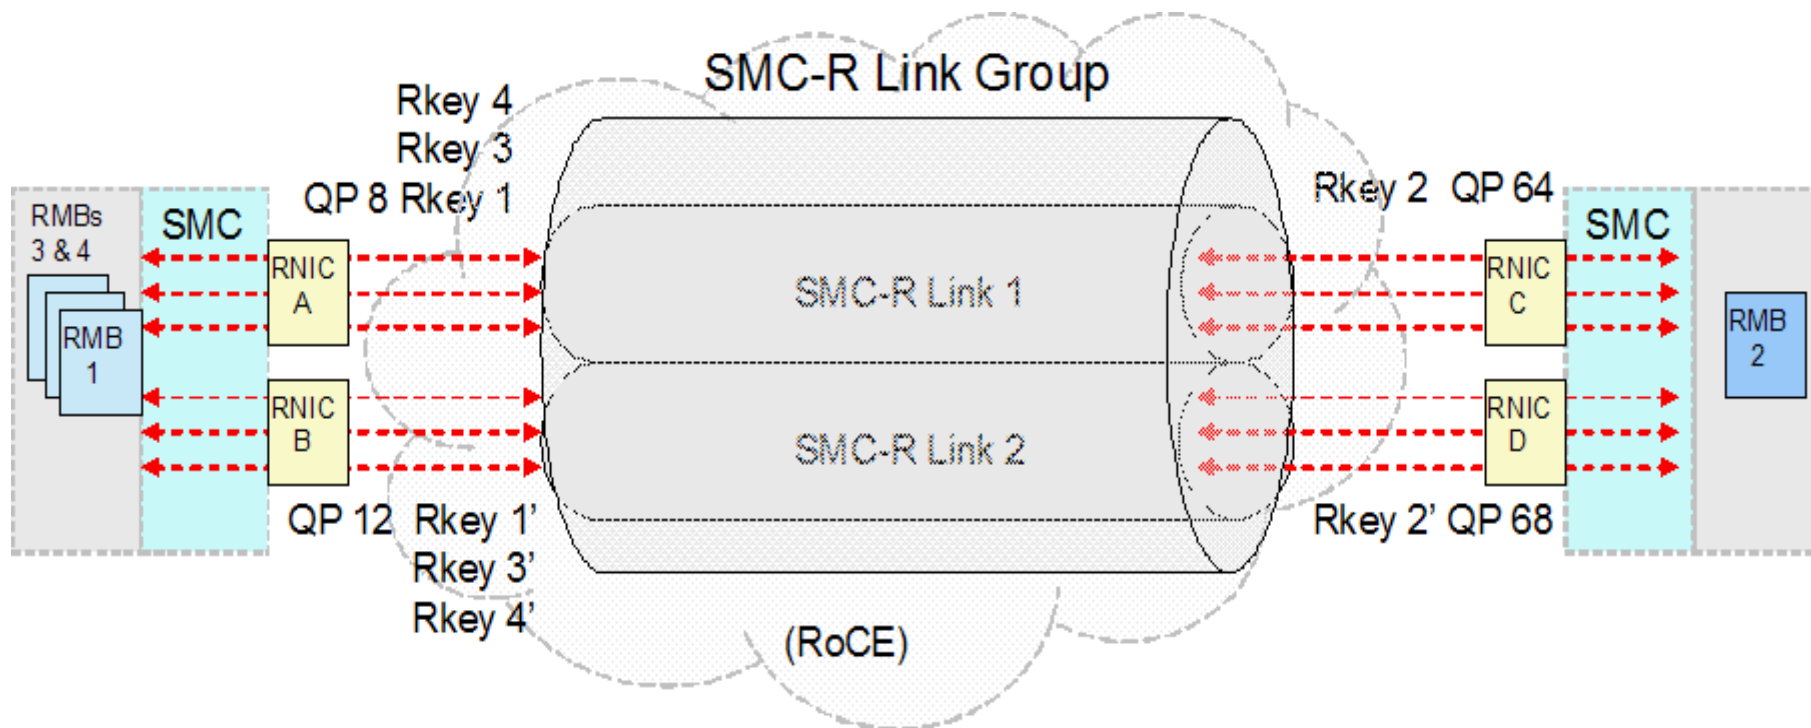 SMC-R Link Group
Rkey 4
Rkey 3
QP 8 Rkey 1
Rkey 2 QP 64
RMBs
3 & 4
SMC
RNIC
A
RMB
1
SMC-R Link 1
RNIC
C
SMC
RMB
2
RNIC
B
SMC-R Link 2
RNIC
D
QP 12 Rkey 1’
Rkey 3’
Rkey 4’
Rkey 2’ QP 68
(RoCE)